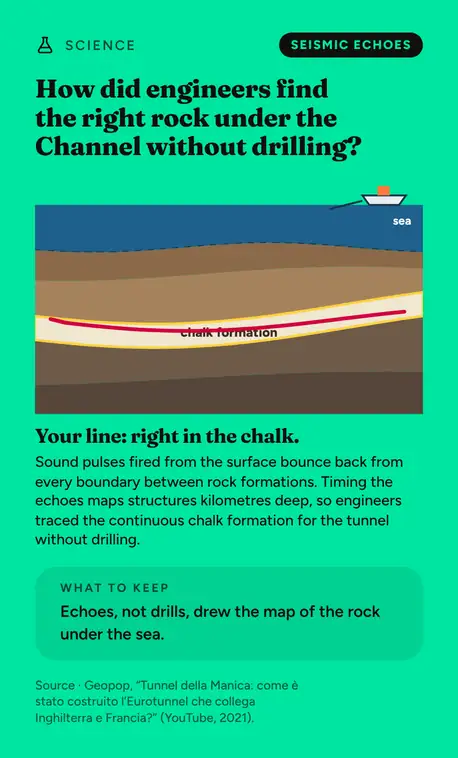 SCIENCE
SEISMIC ECHOES
How did engineers find
the right rock under the
Channel without drilling?
sea
chalk formation
Your line: right in the chalk.
Sound pulses fired from the surface bounce back from
every boundary between rock formations. Timing the
echoes maps structures kilometres deep, so engineers
traced the continuous chalk formation for the tunnel
without drilling.
WHAT TO KEEP
Echoes, not drills, drew the map of the rock
under the sea.
Source · Geopop, “Tunnel della Manica: come è
stato costruito l'Eurotunnel che collega
Inghilterra e Francia?” (YouTube, 2021).